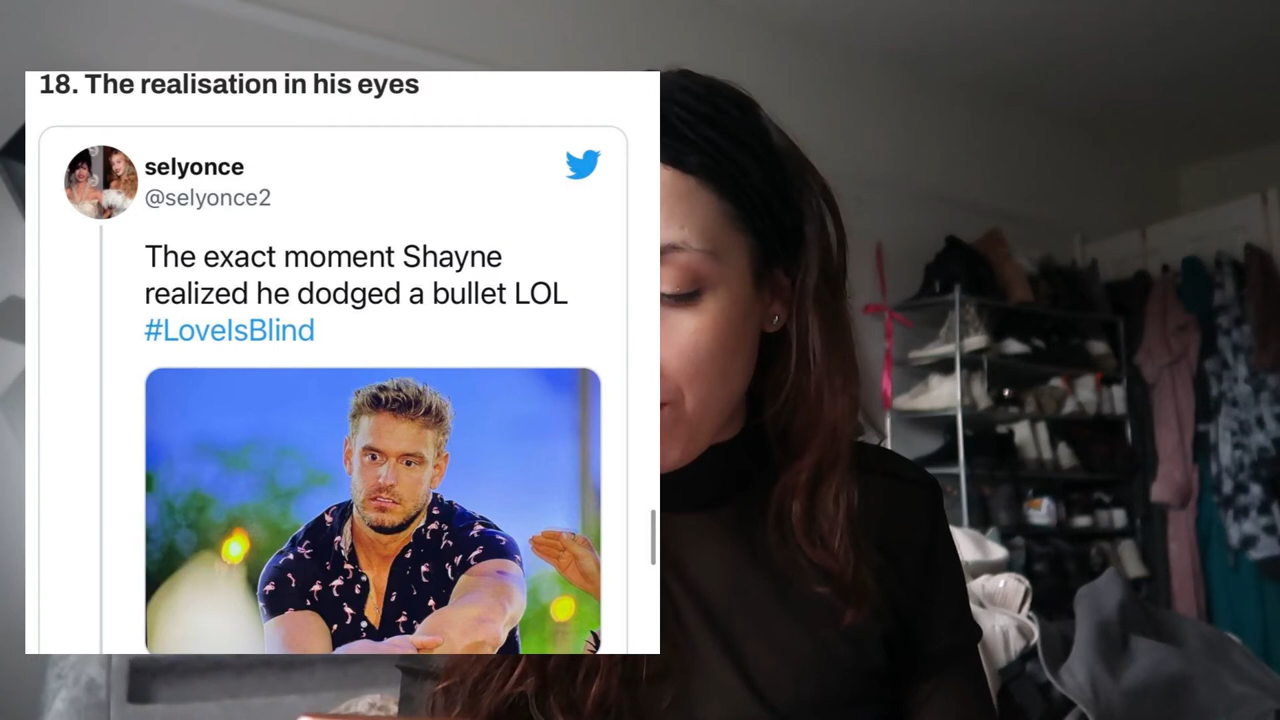 18. The realisation in his eyes
selyonce
@selyonce2
The exact moment Shayne
realized he dodged a bullet LOL
#LoveIsBlind